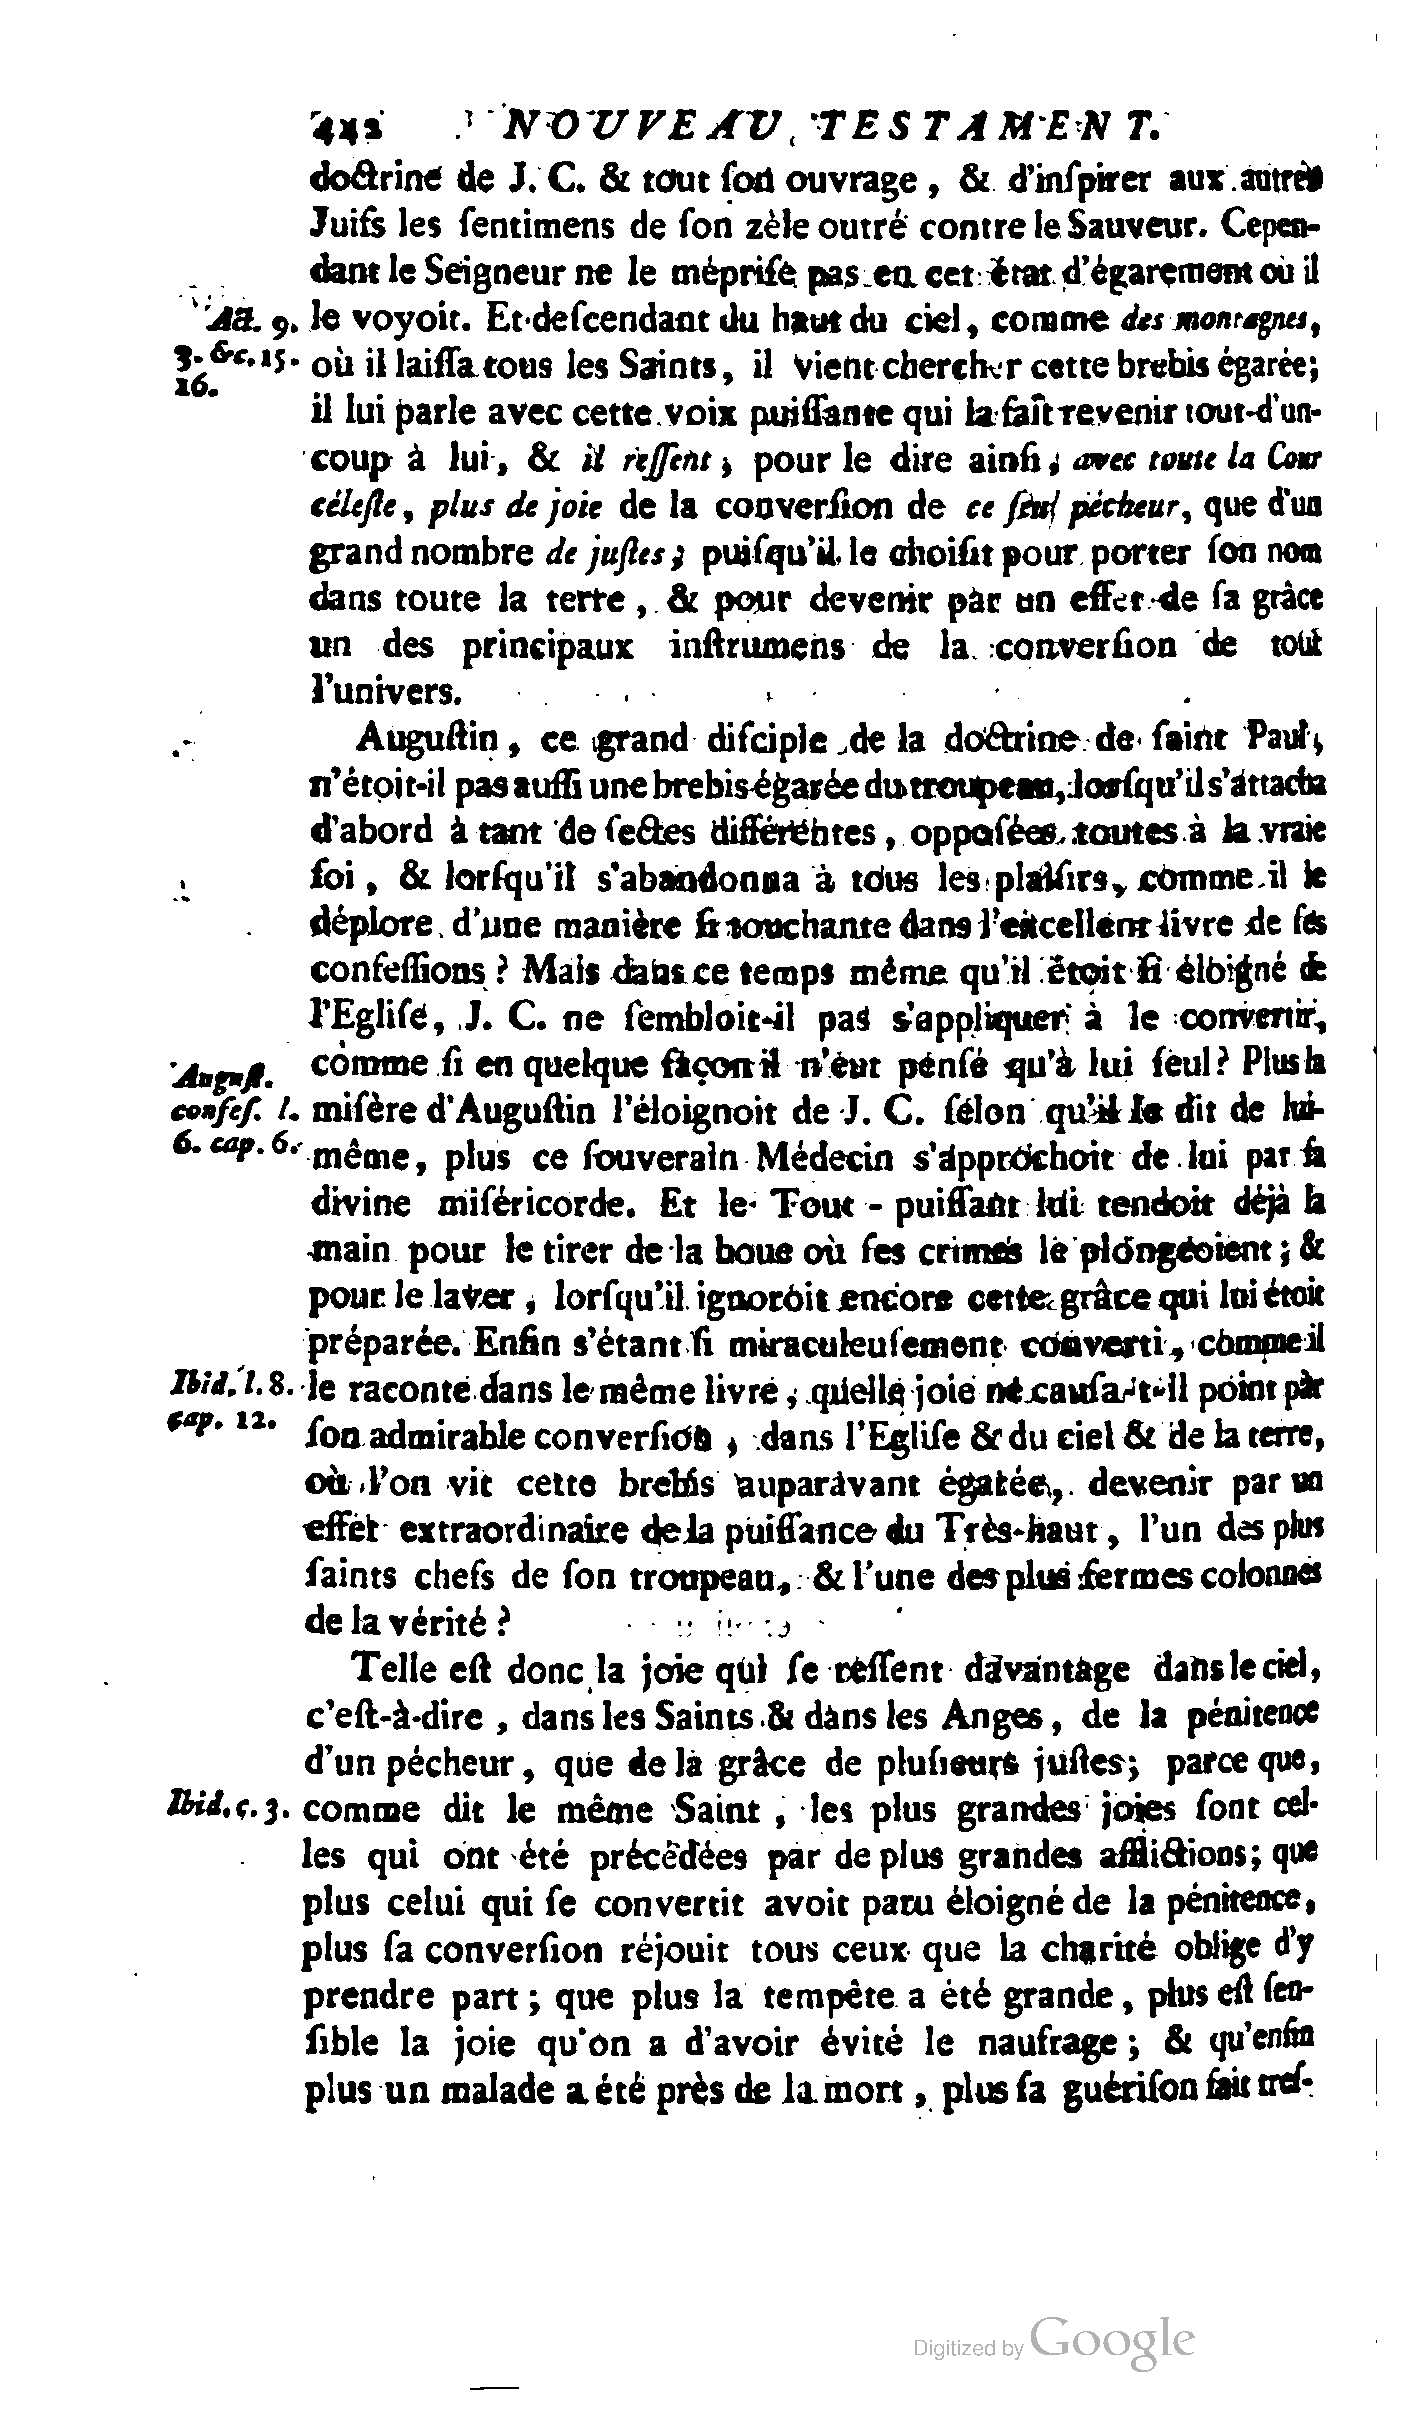 442 NOUVEAU TESTAMENT.
doctrine de J. C. & tout ſon ouvrage, & d'inſpirer aux autres
Juifs les ſentimens de ſon zèle outré contre le Sauveur. Cepen-
dant le Seigneur ne le mépriſe pas en cet état d'égarement où il
Act. 9. le voyoit. Et deſcendant du haut du ciel, comme des montagnes,
3. &c. 15. où il laiſſa tous les Saints, il vient chercher cette brebis égarée;
16.
il lui parle avec cette voix puiſſante qui la faît revenir tout-d'un-
coup à lui, & il reſſent, pour le dire ainſi, avec toute la Cour
céleſte, plus de joie de la converſion de ce ſeul pécheur, que d'un
grand nombre de juſtes; puiſqu'il le choiſit pour porter ſon nom
dans toute la terre, & pour devenir par un effet de ſa grâce
un des principaux inſtrumens de la converſion de tout
l'univers.
Auguſtin, ce grand diſciple de la doctrine de ſaint Paul,
n'étoit-il pas auſſi une brebis égarée du troupeau, lorſqu'il s'attacha
d'abord à tant de ſectes différentes, oppoſées toutes à la vraie
foi, & lorſqu'il s'abandonna à tous les plaiſirs, comme il le
déplore d'une manière ſi touchante dans l'excellent livre de ſes
confeſſions? Mais dans ce temps même qu'il étoit ſi éloigné de
l'Egliſe, J. C. ne ſembloit-il pas s'appliquer à le convertir,
Auguſt. comme ſi en quelque façon il n'eut penſé qu'à lui ſeul? Plus la
confeſ. l. miſère d'Auguſtin l'éloignoit de J. C. ſélon qu'il le dit de lui-
6. cap. 6. même, plus ce ſouverain Médecin s'approchoit de lui par ſa
divine miſéricorde. Et le Tout-puiſſant lui tendoit déjà la
main pour le tirer de la boue où ſes crimes le plongeoient; &
pour le laver, lorſqu'il ignoroit encore cette grâce qui lui étoit
préparée. Enfin s'étant ſi miraculeuſement converti, comme il
Ibid. l. 8. le raconte dans le même livre, quelle joie ne cauſa-t-il point par
cap. 12. ſon admirable converſion, dans l'Egliſe & du ciel & de la terre,
où l'on vit cette brebis auparavant égarée, devenir par un
effet extraordinaire de la puiſſance du Très-haut, l'un des plus
ſaints chefs de ſon troupeau, & l'une des plus fermes colonnes
de la vérité?
Telle eſt donc la joie qui ſe reſſent davantage dans le ciel,
c'eſt-à-dire, dans les Saints & dans les Anges, de la pénitence
d'un pécheur, que de la grâce de pluſieurs juſtes; parce que,
Ibid. c. 3. comme dit le même Saint, les plus grandes joies ſont cel-
les qui ont été précédées par de plus grandes afflictions; que
plus celui qui ſe convertit avoit paru éloigné de la pénitence,
plus ſa converſion réjouit tous ceux que la charité oblige d'y
prendre part; que plus la tempête a été grande, plus eſt ſen-
ſible la joie qu'on a d'avoir évité le naufrage; & qu'enfin
plus un malade a été près de la mort, plus ſa guériſon fait treſ-
Digitized by Google